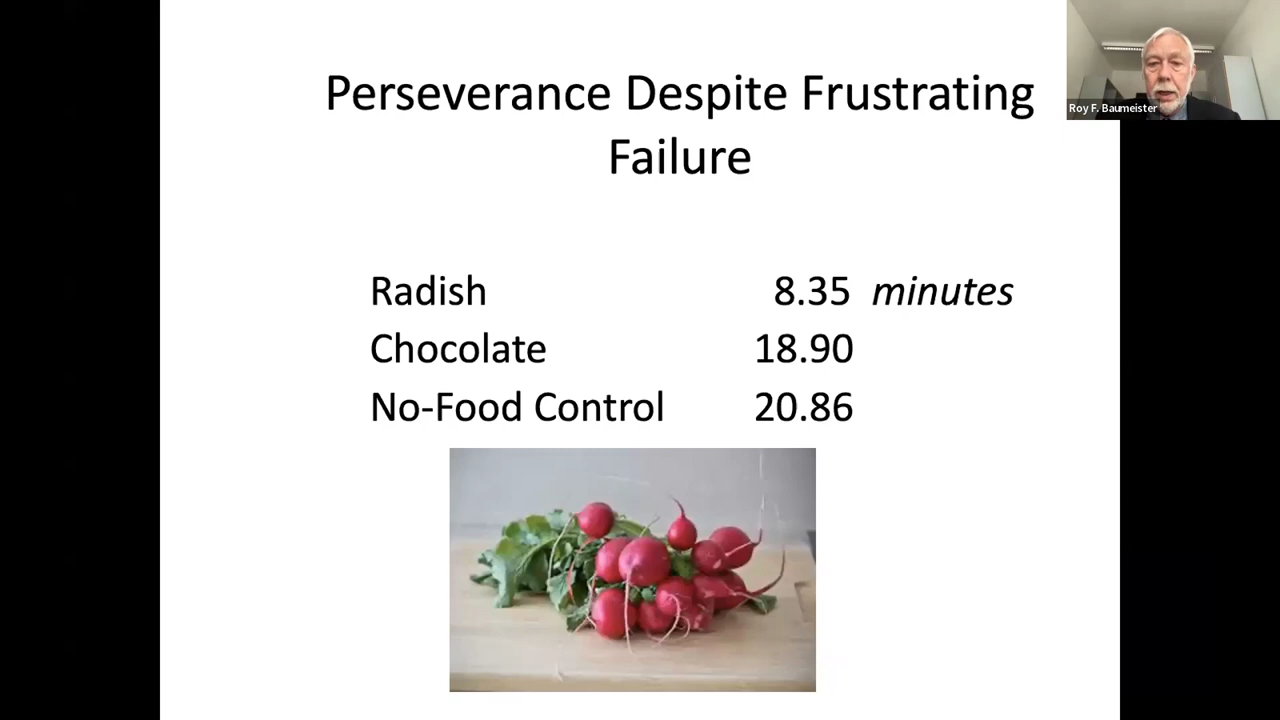 Perseverance Despite Frustrating
Failure
Roy F. Baumeister
Radish 8.35 minutes
Chocolate 18.90
No-Food Control 20.86